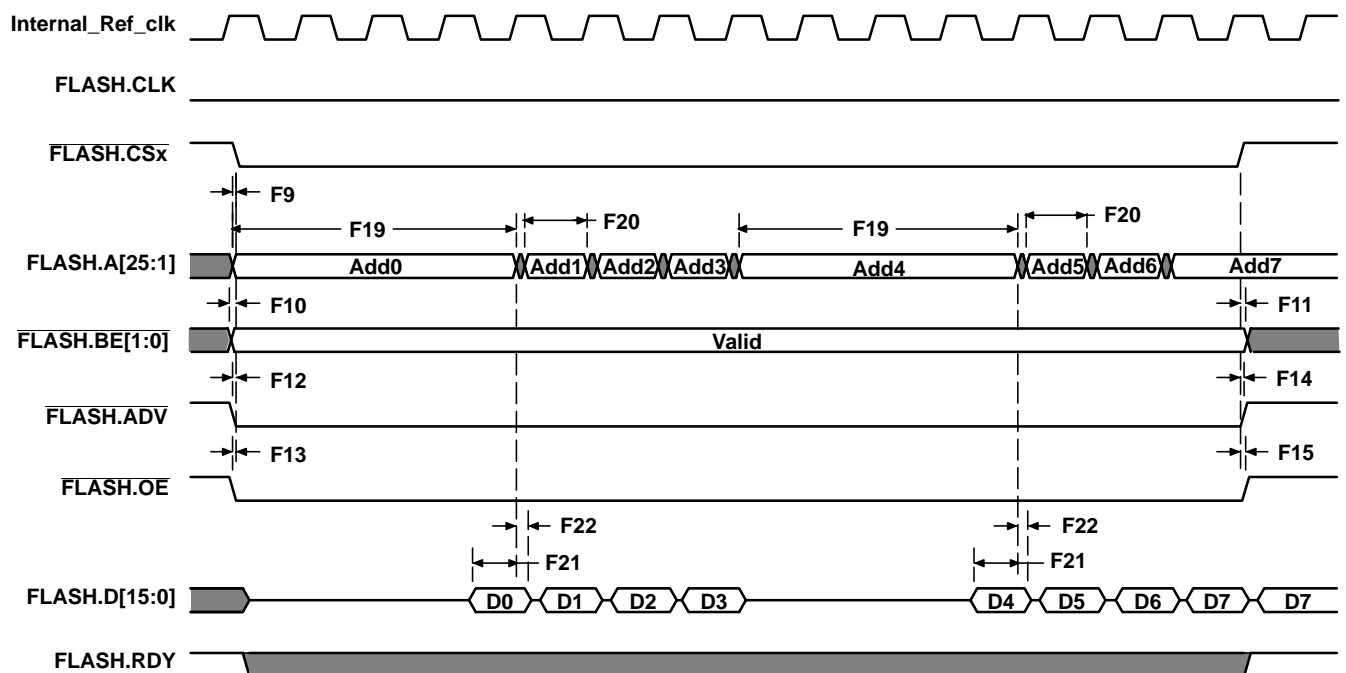 Internal_Ref_clk
FLASH.CLK
FLASH.CSx
F9
F19 F20 F19 F20
FLASH.A[25:1] Add0 Add1 Add2 Add3 Add4 Add5 Add6 Add7
F10 F11
FLASH.BE[1:0] Valid
F12 F14
FLASH.ADV
F13 F15
FLASH.OE
F22 F22
F21 F21
FLASH.D[15:0] D0 D1 D2 D3 D4 D5 D6 D7 D7
FLASH.RDY